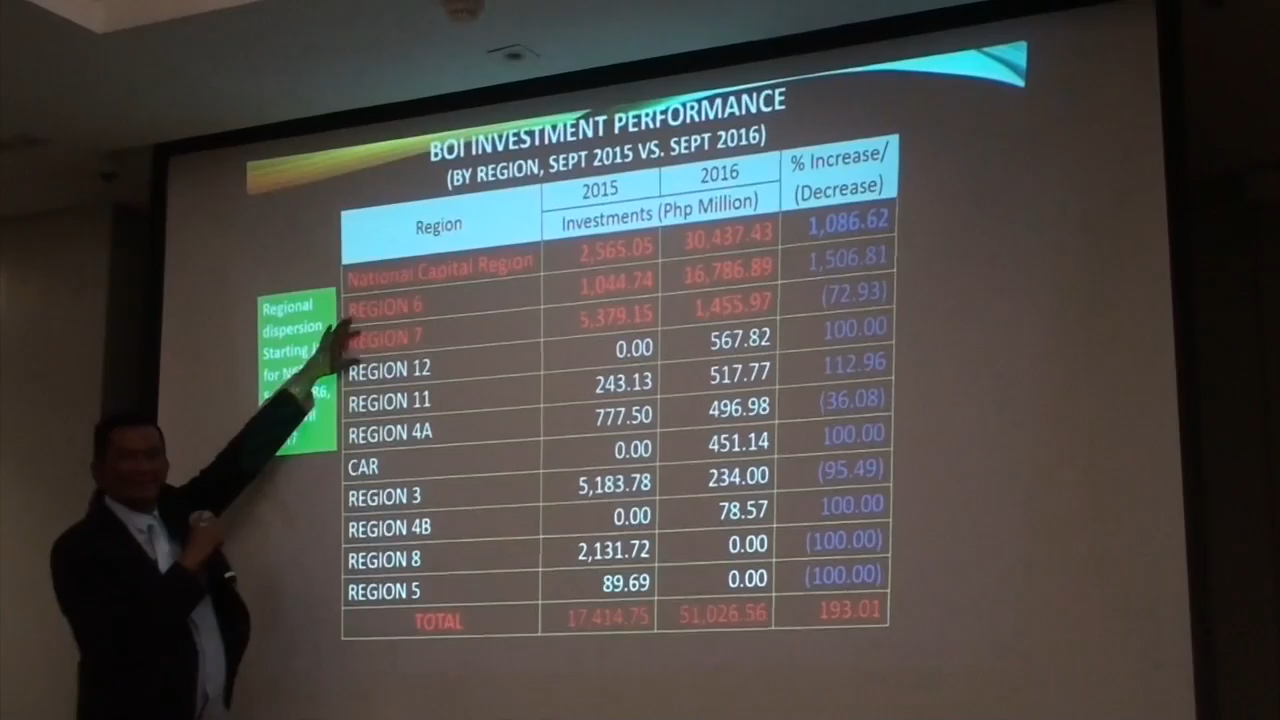 BOI INVESTMENT PERFORMANCE
(BY REGION, SEPT 2015 VS. SEPT 2016)
Region 2015 2016 % Increase/
(Decrease)
Investments (Php Million)
National Capital Region 2,565.05 30,437.43 1,086.62
REGION 6 1,044.74 16,786.89 1,506.81
REGION 7 5,379.15 1,455.97 (72.93)
REGION 12 0.00 567.82 100.00
REGION 11 243.13 517.77 112.96
REGION 4A 777.50 496.98 (36.08)
CAR 0.00 451.14 100.00
REGION 3 5,183.78 234.00 (95.49)
REGION 4B 0.00 78.57 100.00
REGION 8 2,131.72 0.00 (100.00)
REGION 5 89.69 0.00 (100.00)
TOTAL 17 414.75 51,026.56 193.01
Regional
dispersion
Starting
for
R6,